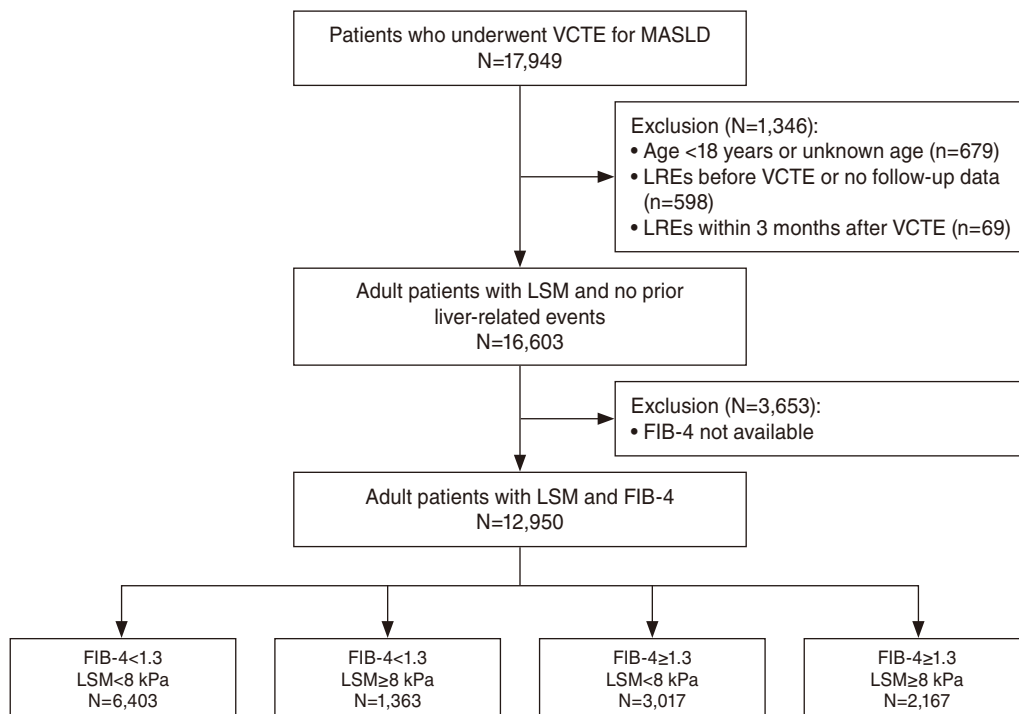 Patients who underwent VCTE for MASLD
N=17,949
Exclusion (N=1,346):
• Age <18 years or unknown age (n=679)
• LREs before VCTE or no follow-up data
(n=598)
• LREs within 3 months after VCTE (n=69)
Adult patients with LSM and no prior
liver-related events
N=16,603
Exclusion (N=3,653):
• FIB-4 not available
Adult patients with LSM and FIB-4
N=12,950
FIB-4<1.3
LSM<8 kPa
N=6,403
FIB-4<1.3
LSM≥8 kPa
N=1,363
FIB-4≥1.3
LSM<8 kPa
N=3,017
FIB-4≥1.3
LSM≥8 kPa
N=2,167